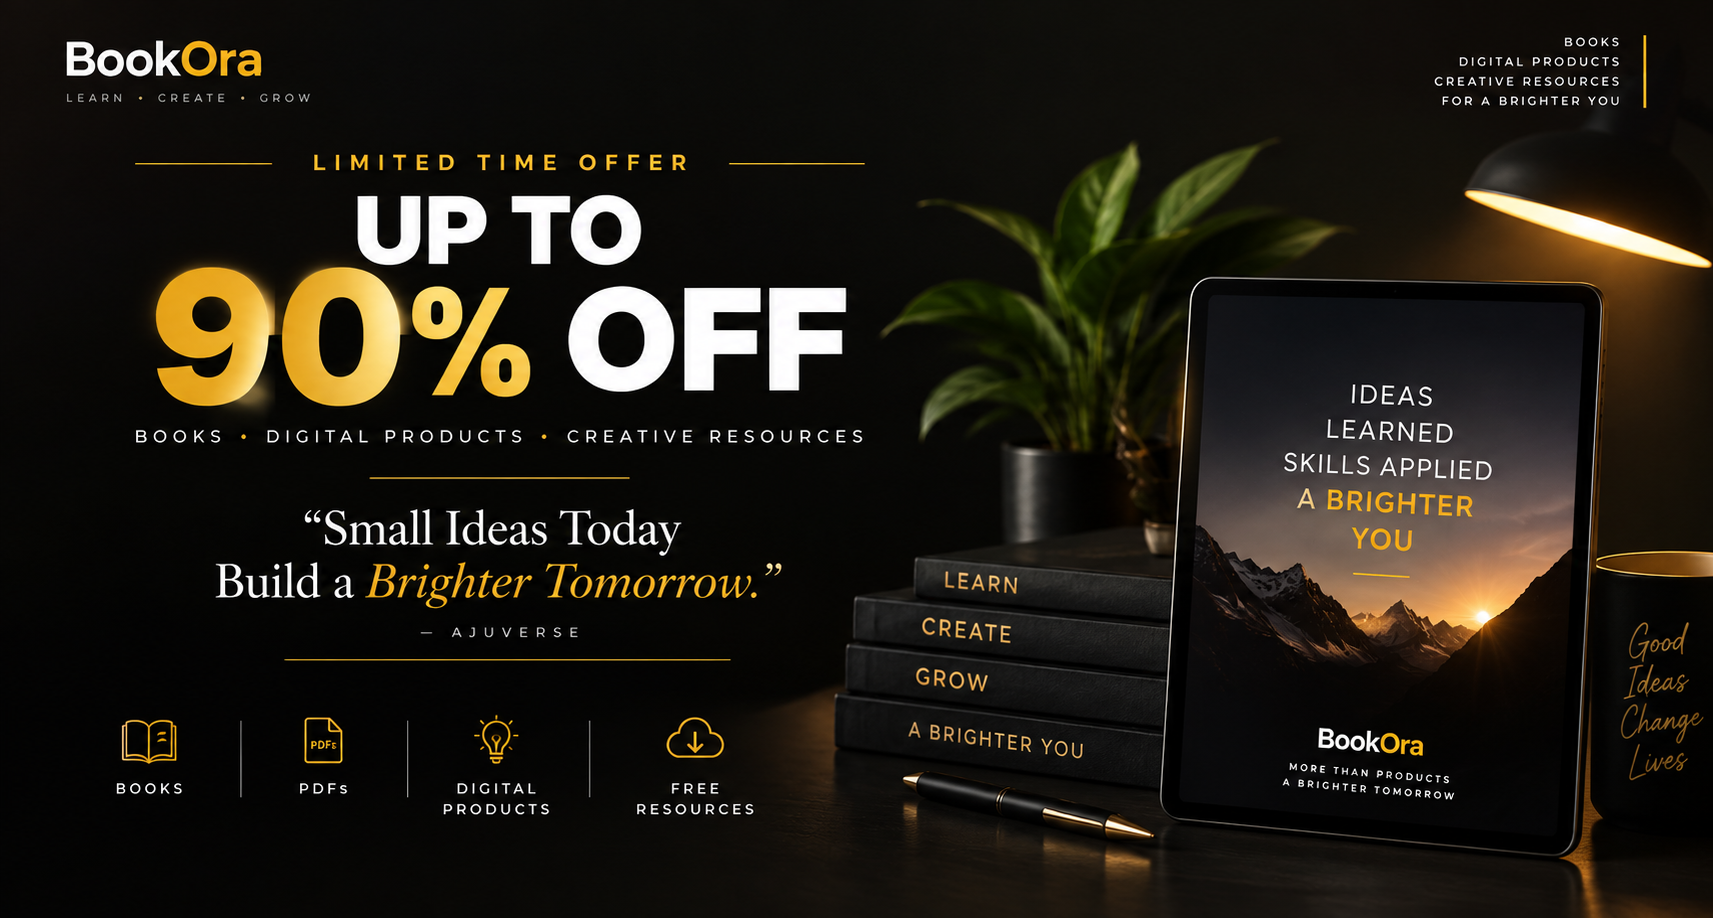 BookOra
LEARN • CREATE • GROW
BOOKS
DIGITAL PRODUCTS
CREATIVE RESOURCES
FOR A BRIGHTER YOU
LIMITED TIME OFFER
UP TO
90% OFF
BOOKS • DIGITAL PRODUCTS • CREATIVE RESOURCES
“Small Ideas Today
Build a Brighter Tomorrow.”
— AJUVERSE
BOOKS
PDFs
PDFs
DIGITAL
PRODUCTS
FREE
RESOURCES
LEARN
CREATE
GROW
A BRIGHTER YOU
IDEAS
LEARNED
SKILLS APPLIED
A BRIGHTER
YOU
BookOra
MORE THAN PRODUCTS
A BRIGHTER TOMORROW
Good
Ideas
Change
Lives